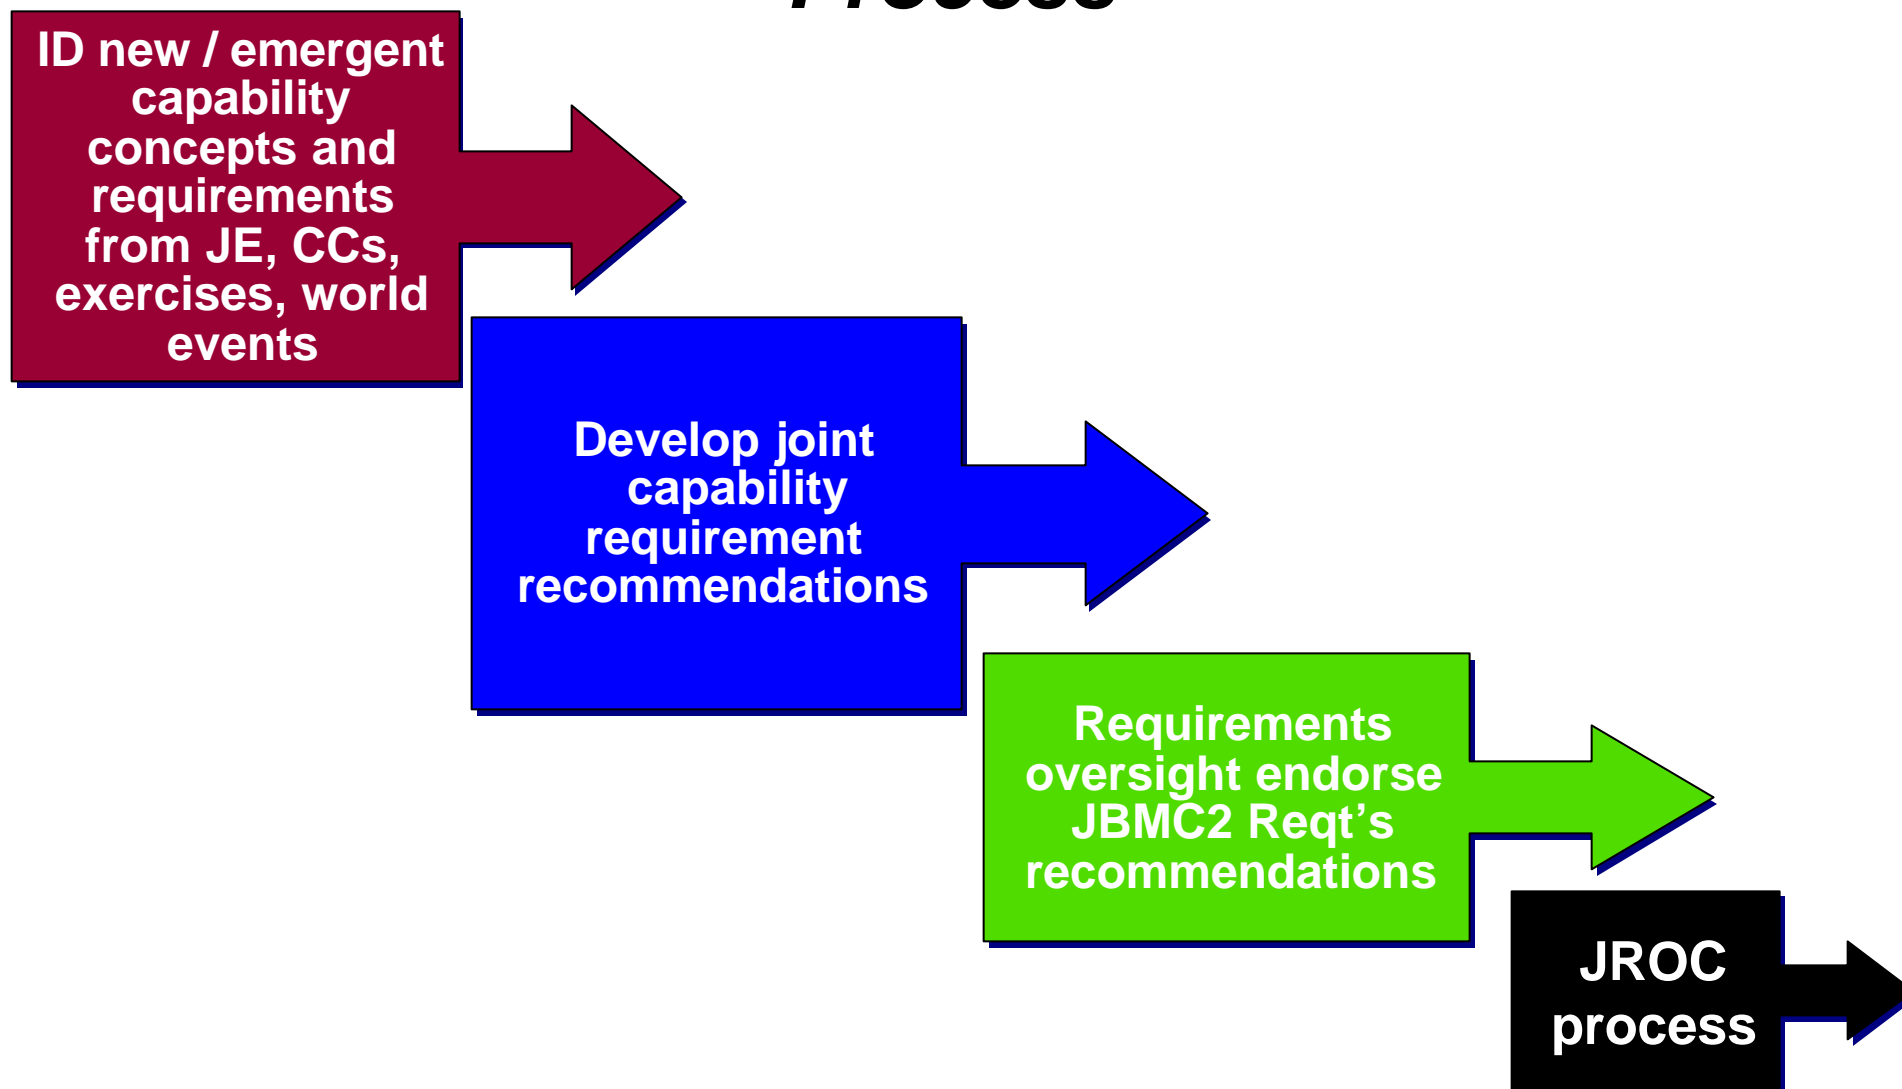 Process
ID new / emergent
capability
concepts and
requirements
from JE, CCs,
exercises, world
events
Develop joint
capability
requirement
recommendations
Requirements
oversight endorse
JBMC2 Reqt’s
recommendations
JROC
process